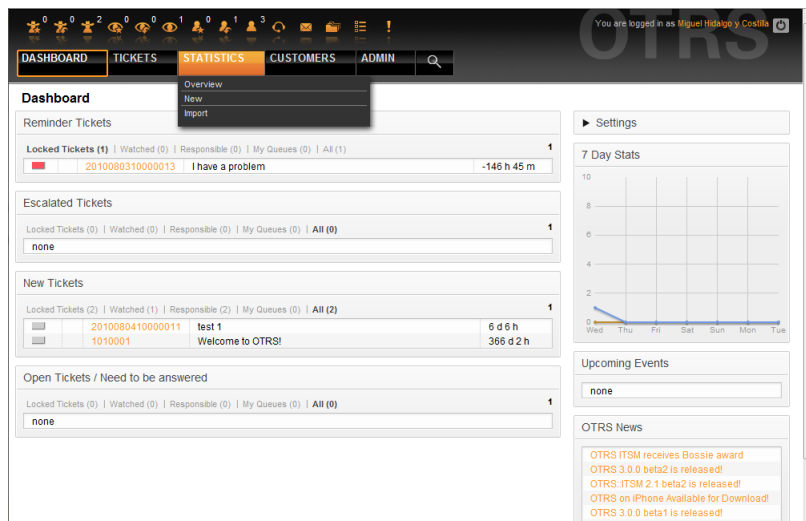 0 0 2 0 0 1 0 1 3
You are logged in as Miguel Hidalgo y Costilla
OTRS
DASHBOARD TICKETS STATISTICS CUSTOMERS ADMIN
Overview
New
Import
Dashboard
Reminder Tickets
Locked Tickets (1) | Watched (0) | Responsible (0) | My Queues (0) | All (1) 1
2010080310000013 I have a problem -146 h 45 m
Escalated Tickets
Locked Tickets (0) | Watched (0) | Responsible (0) | My Queues (0) | All (0) 1
none
New Tickets
Locked Tickets (2) | Watched (1) | Responsible (2) | My Queues (0) | All (2) 1
2010080410000011 test 1 6 d 6 h
1010001 Welcome to OTRS! 366 d 2 h
Open Tickets / Need to be answered
Locked Tickets (0) | Watched (0) | Responsible (0) | My Queues (0) | All (0) 1
none
Settings
7 Day Stats
10
8
6
4
2
0
Wed Thu Fri Sat Sun Mon Tue
Upcoming Events
none
OTRS News
OTRS ITSM receives Bossie award
OTRS 3.0.0 beta2 is released!
OTRS::ITSM 2.1 beta2 is released!
OTRS on iPhone Available for Download!
OTRS 3.0.0 beta1 is released!